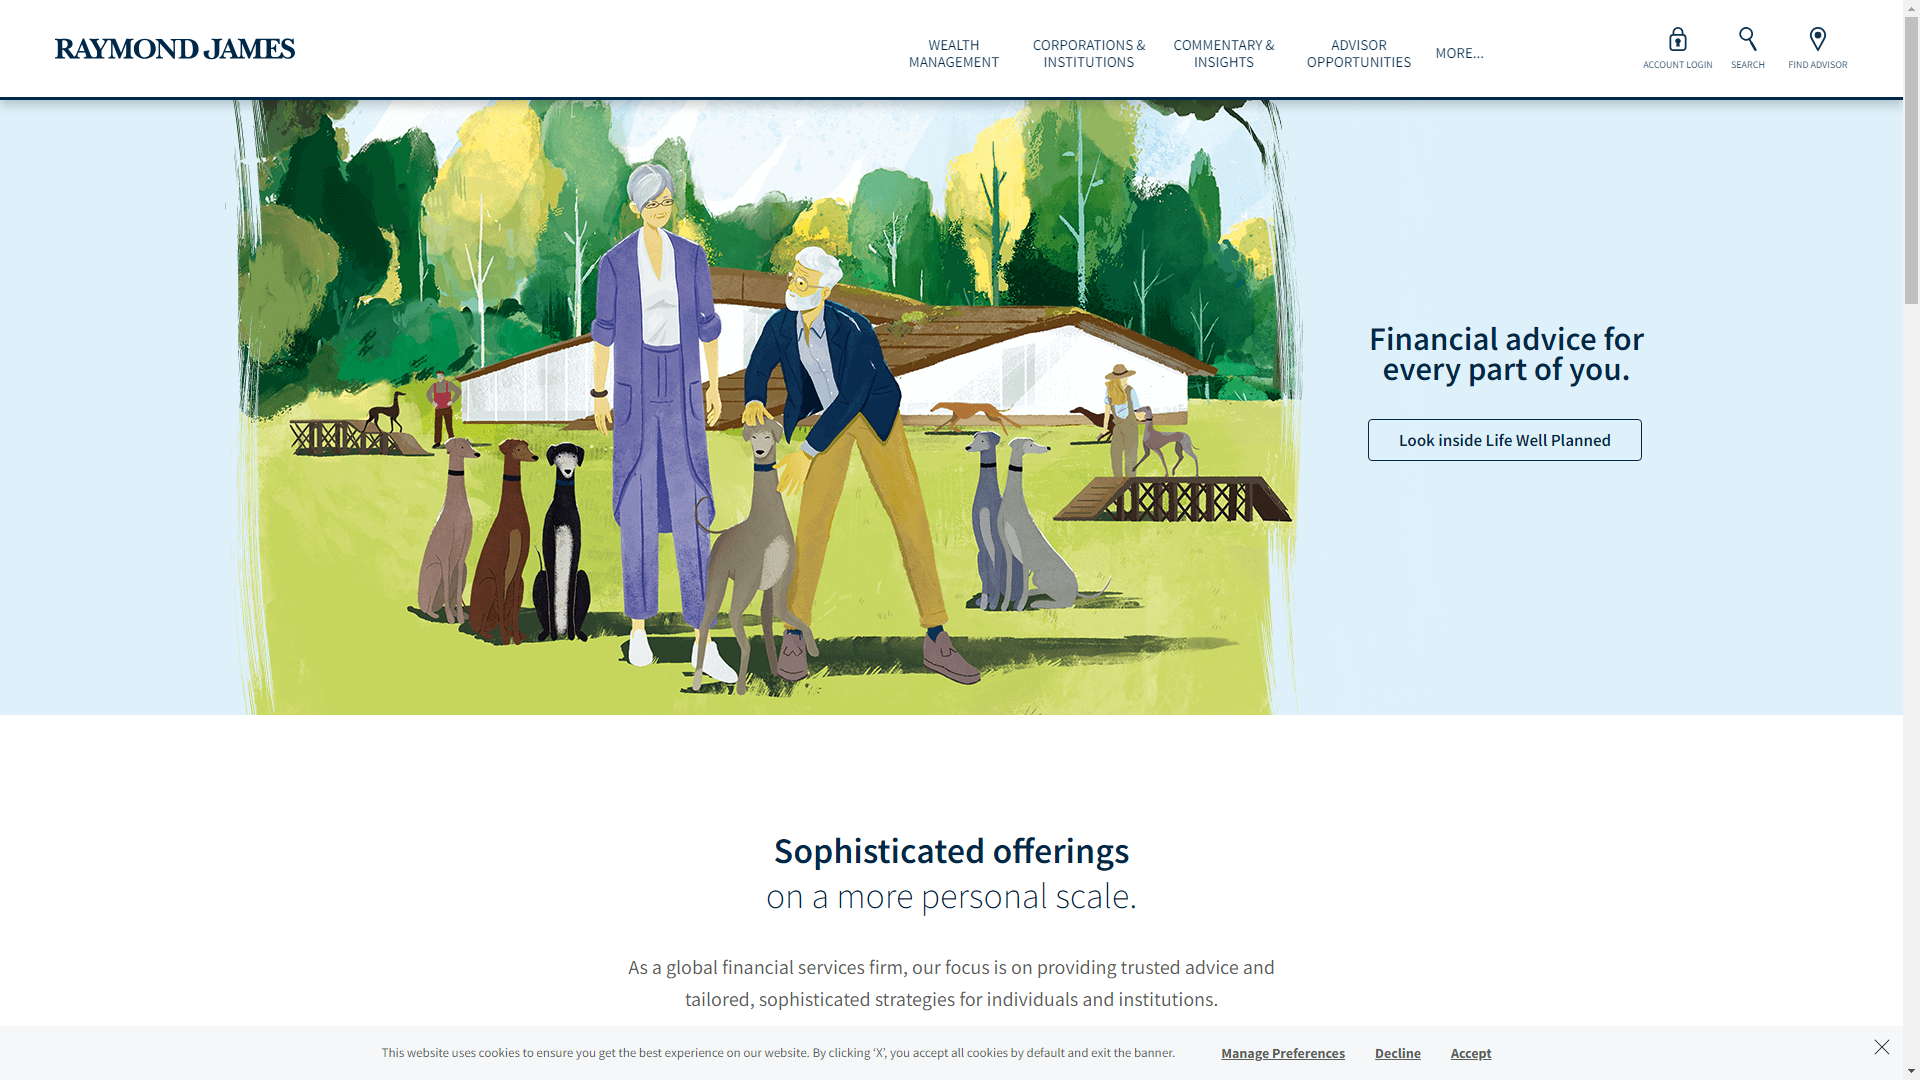 RAYMOND JAMES
WEALTH
MANAGEMENT
CORPORATIONS &
INSTITUTIONS
COMMENTARY &
INSIGHTS
ADVISOR
OPPORTUNITIES
MORE...
ACCOUNT LOGIN
SEARCH
FIND ADVISOR
Financial advice for
every part of you.
Look inside Life Well Planned
Sophisticated offerings
on a more personal scale.
As a global financial services firm, our focus is on providing trusted advice and
tailored, sophisticated strategies for individuals and institutions.
This website uses cookies to ensure you get the best experience on our website. By clicking ‘X’, you accept all cookies by default and exit the banner.
Manage Preferences
Decline
Accept